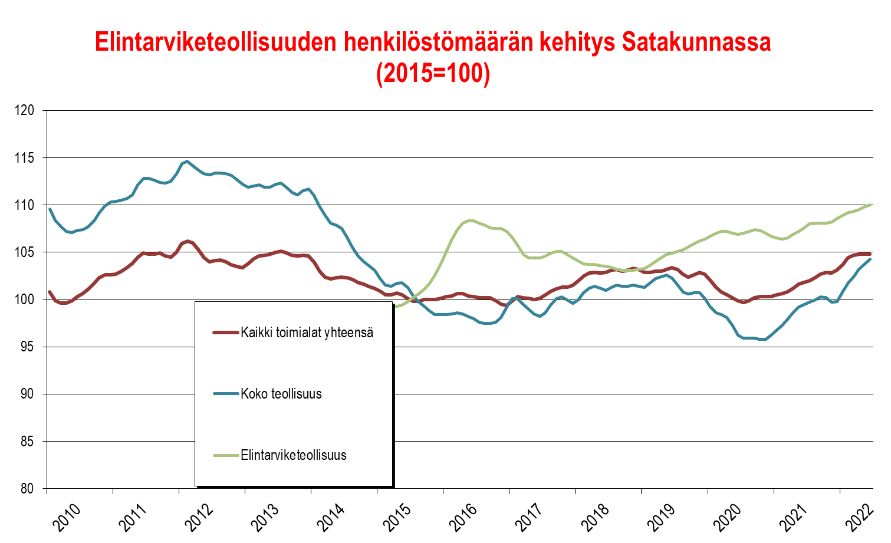 Elintarviketeollisuuden henkilöstömäärän kehitys Satakunnassa
(2015=100)
120
115
110
105
100
95
90
85
80
Kaikki toimialat yhteensä
Koko teollisuus
Elintarviketeollisuus
2010 2011 2012 2013 2014 2015 2016 2017 2018 2019 2020 2021 2022